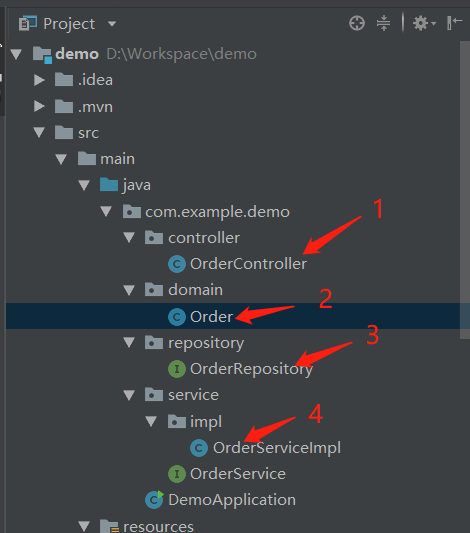 Project
demo D:\Workspace\demo
.idea
.mvn
src
main
java
com.example.demo
1
controller
OrderController
domain
2
Order
3
repository
OrderRepository
service
4
impl
OrderServiceImpl
OrderService
DemoApplication
resources